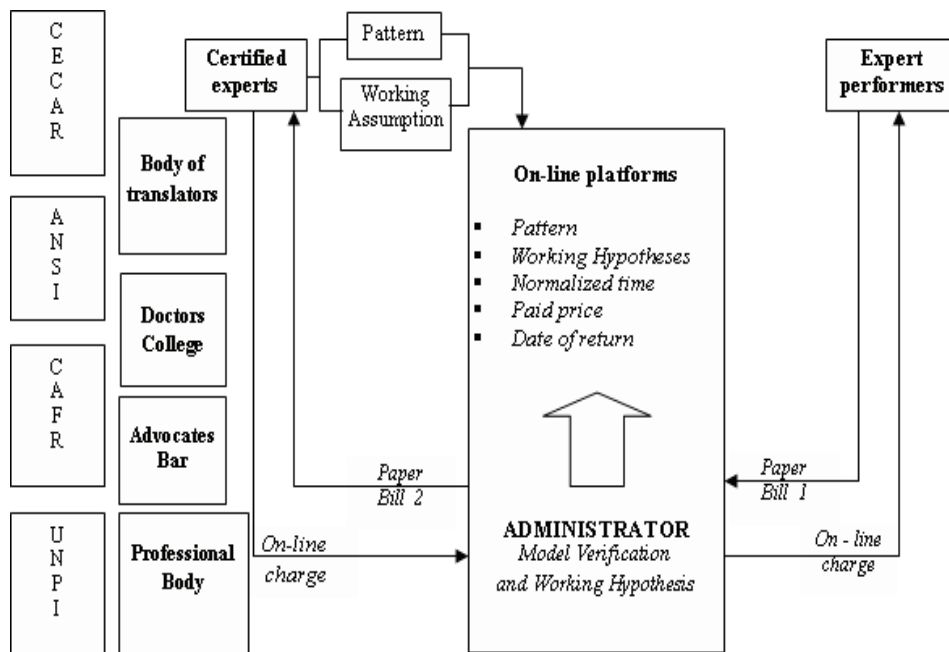 C
E
C
A
R
A
N
S
I
C
A
F
R
U
N
P
I
Body of
translators
Doctors
College
Advocates
Bar
Professional
Body
Certified
experts
Pattern
Working
Assumption
Expert
performers
On-line platforms
▪ Pattern
▪ Working Hypotheses
▪ Normalized time
▪ Paid price
▪ Date of return
ADMINISTRATOR
Model Verification
and Working Hypothesis
Paper
Bill 2
On-line
charge
Paper
Bill 1
On - line
charge